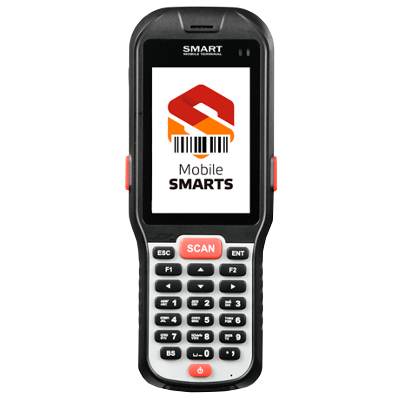 SMART
MOBILE TERMINAL
Mobile
SMARTS
ESC SCAN ENT
F1 F2
1 2 3
4 5 6
7 8 9
BS 0